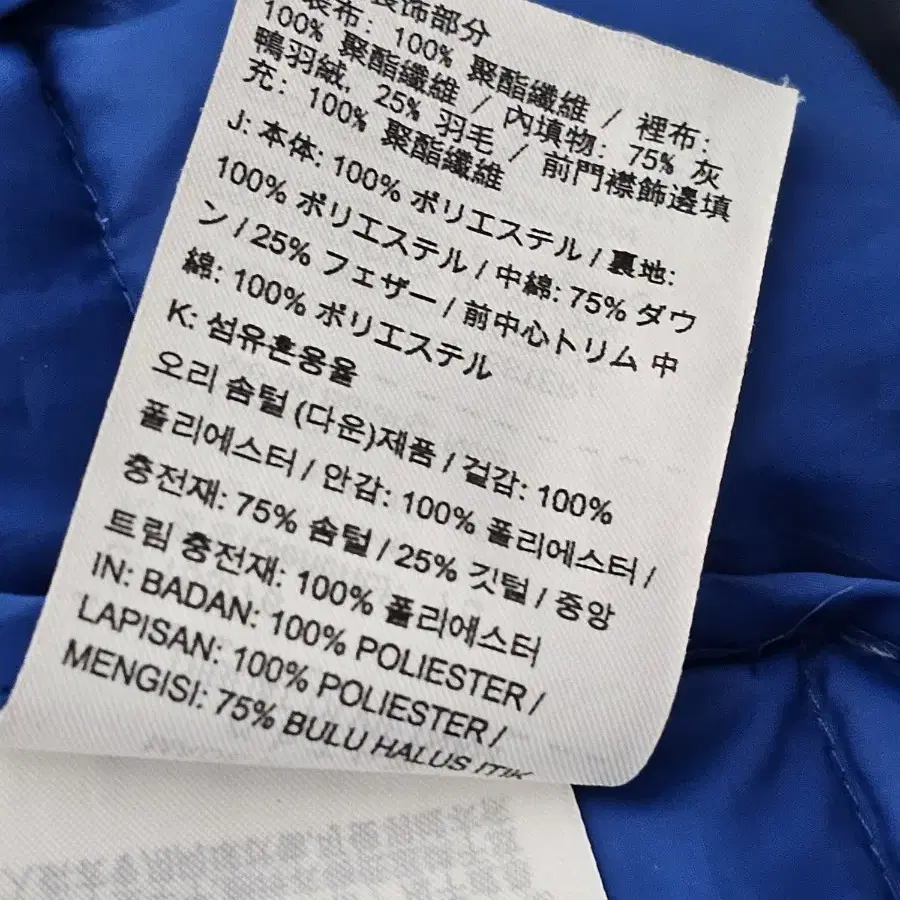 装饰部分
表布: 100% 聚酯纖維 / 裡布:
100% 聚酯纖維 / 內填物: 75% 灰
鴨羽絨, 25% 羽毛 / 前門襟飾邊填
充: 100% 聚酯纖維
J: 本体: 100% ポリエステル / 裏地:
100% ポリエステル / 中綿: 75% ダウ
ン / 25% フェザー / 前中心トリム 中
綿: 100% ポリエステル
K: 섬유혼용율
오리 솜털 (다운)제품 / 겉감: 100%
폴리에스터 / 안감: 100% 폴리에스터 /
충전재: 75% 솜털 / 25% 깃털 / 중앙
트림 충전재: 100% 폴리에스터
IN: BADAN: 100% POLIESTER /
LAPISAN: 100% POLIESTER /
MENGISI: 75% BULU HALUS ITIK